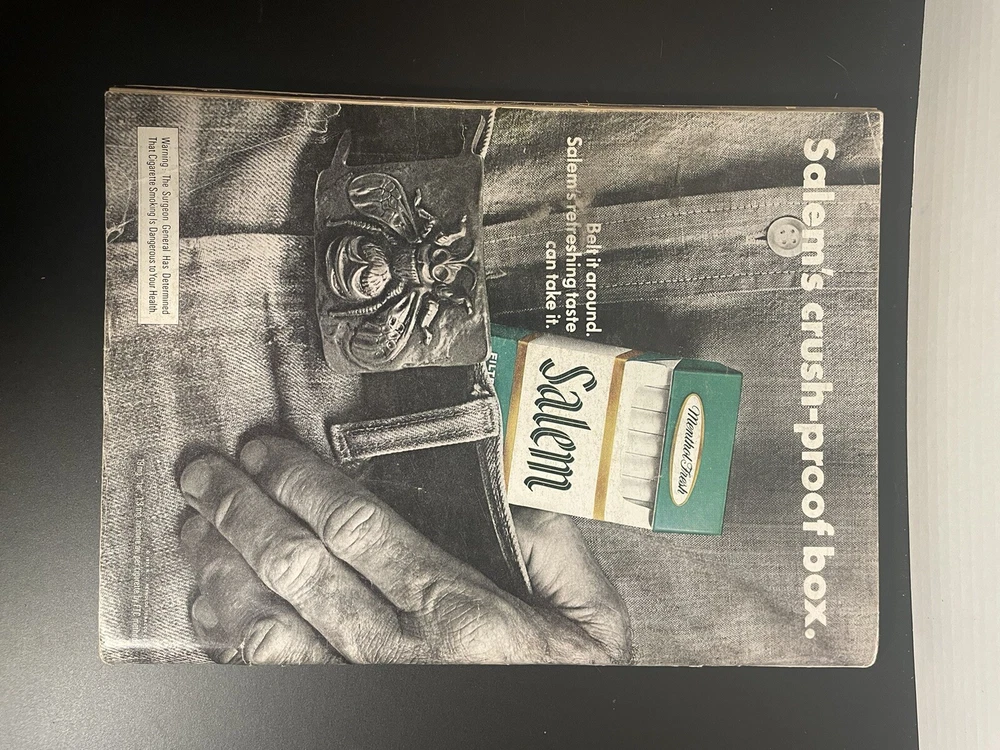 Salem's crush-proof box.
Belt it around.
Salem's refreshing taste
can take it.
Menthol Fresh
Salem
FILT
Warning: The Surgeon General Has Determined
That Cigarette Smoking Is Dangerous to Your Health.